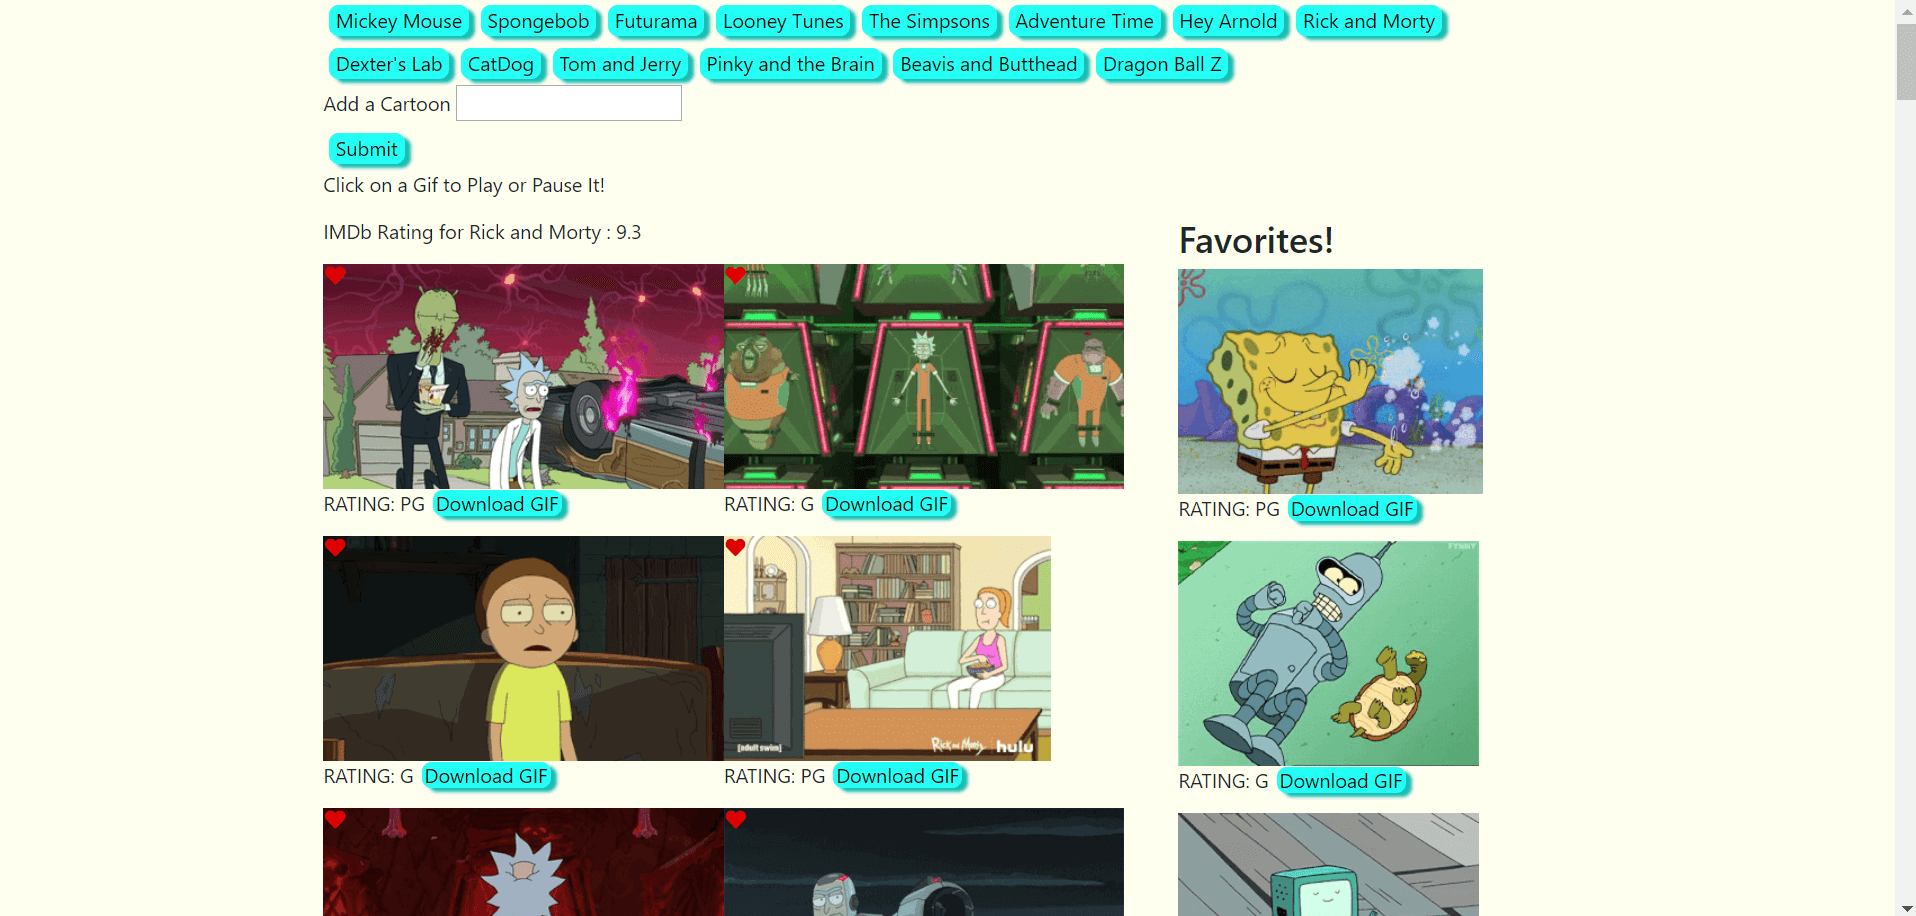 Mickey Mouse Spongebob Futurama Looney Tunes The Simpsons Adventure Time Hey Arnold Rick and Morty
Dexter's Lab CatDog Tom and Jerry Pinky and the Brain Beavis and Butthead Dragon Ball Z
Add a Cartoon
Submit
Click on a Gif to Play or Pause It!
IMDb Rating for Rick and Morty : 9.3
RATING: PG Download GIF
RATING: G Download GIF
[adult swim]
Rick and Morty hulu
RATING: G Download GIF
RATING: PG Download GIF
Favorites!
RATING: PG Download GIF
FYNNY
RATING: G Download GIF